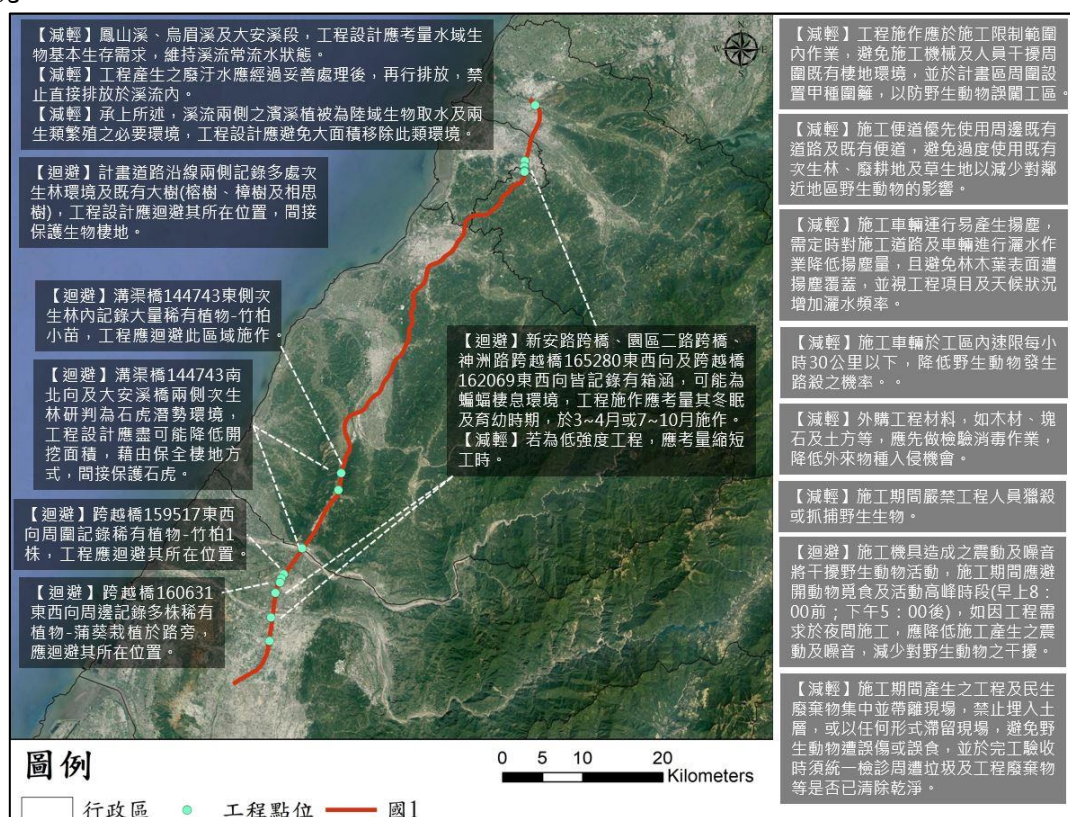 【減輕】鳳山溪、烏眉溪及大安溪段，工程設計應考量水域生
物基本生存需求，維持溪流常流水狀態。
【減輕】工程產生之廢汙水應經過妥善處理後，再行排放，禁
止直接排放於溪流內。
【減輕】承上所述，溪流兩側之濱溪植被為陸域生物取水及兩
生類繁殖之必要環境，工程設計應避免大面積移除此類環境。
【迴避】計畫道路沿線兩側記錄多處次
生林環境及既有大樹(榕樹、樟樹及相思
樹)，工程設計應迴避其所在位置，間接
保護生物棲地。
【迴避】溝渠橋144743東側次
生林內記錄大量稀有植物-竹柏
小苗，工程應迴避此區域施作。
【迴避】溝渠橋144743南
北向及大安溪橋兩側次生
林研判為石虎潛勢環境，
工程設計應盡可能降低開
挖面積，藉由保全棲地方
式，間接保護石虎。
【迴避】跨越橋159517東西
向周圍記錄稀有植物-竹柏1
株，工程應迴避其所在位置。
【迴避】跨越橋160631
東西向周邊記錄多株稀有
植物-蒲葵栽植於路旁，
應迴避其所在位置。
【迴避】新安路跨橋、園區二路跨橋、
神洲路跨越橋165280東西向及跨越橋
162069東西向皆記錄有箱涵，可能為
蝙蝠棲息環境，工程施作應考量其冬眠
及育幼時期，於3~4月或7~10月施作。
【減輕】若為低強度工程，應考量縮短
工時。
【減輕】工程施作應於施工限制範圍
內作業，避免施工機械及人員干擾周
圍既有棲地環境，並於計畫區周圍設
置甲種圍籬，以防野生動物誤闖工區。
【減輕】施工便道優先使用周邊既有
道路及既有便道，避免過度使用既有
次生林、廢耕地及草生地以減少對鄰
近地區野生動物的影響。
【減輕】施工車輛運行易產生揚塵，
需定時對施工道路及車輛進行灑水作
業降低揚塵量，且避免林木葉表面遭
揚塵覆蓋，並視工程項目及天候狀況
增加灑水頻率。
【減輕】施工車輛於工區內速限每小
時30公里以下，降低野生動物發生
路殺之機率。。
【減輕】外購工程材料，如木材、塊
石及土方等，應先做檢驗消毒作業，
降低外來物種入侵機會。
【減輕】施工期間嚴禁工程人員獵殺
或抓捕野生生物。
【迴避】施工機具造成之震動及噪音
將干擾野生動物活動，施工期間應避
開動物覓食及活動高峰時段(早上8：
00前；下午5：00後)，如因工程需
求於夜間施工，應降低施工產生之震
動及噪音，減少對野生動物之干擾。
【減輕】施工期間產生之工程及民生
廢棄物集中並帶離現場，禁止埋入土
層，或以任何形式滯留現場，避免野
生動物遭誤傷或誤食，並於完工驗收
時須統一檢診周遭垃圾及工程廢棄物
等是否已清除乾淨。
圖例
0 5 10 20
Kilometers
行政區 工程點位 國1